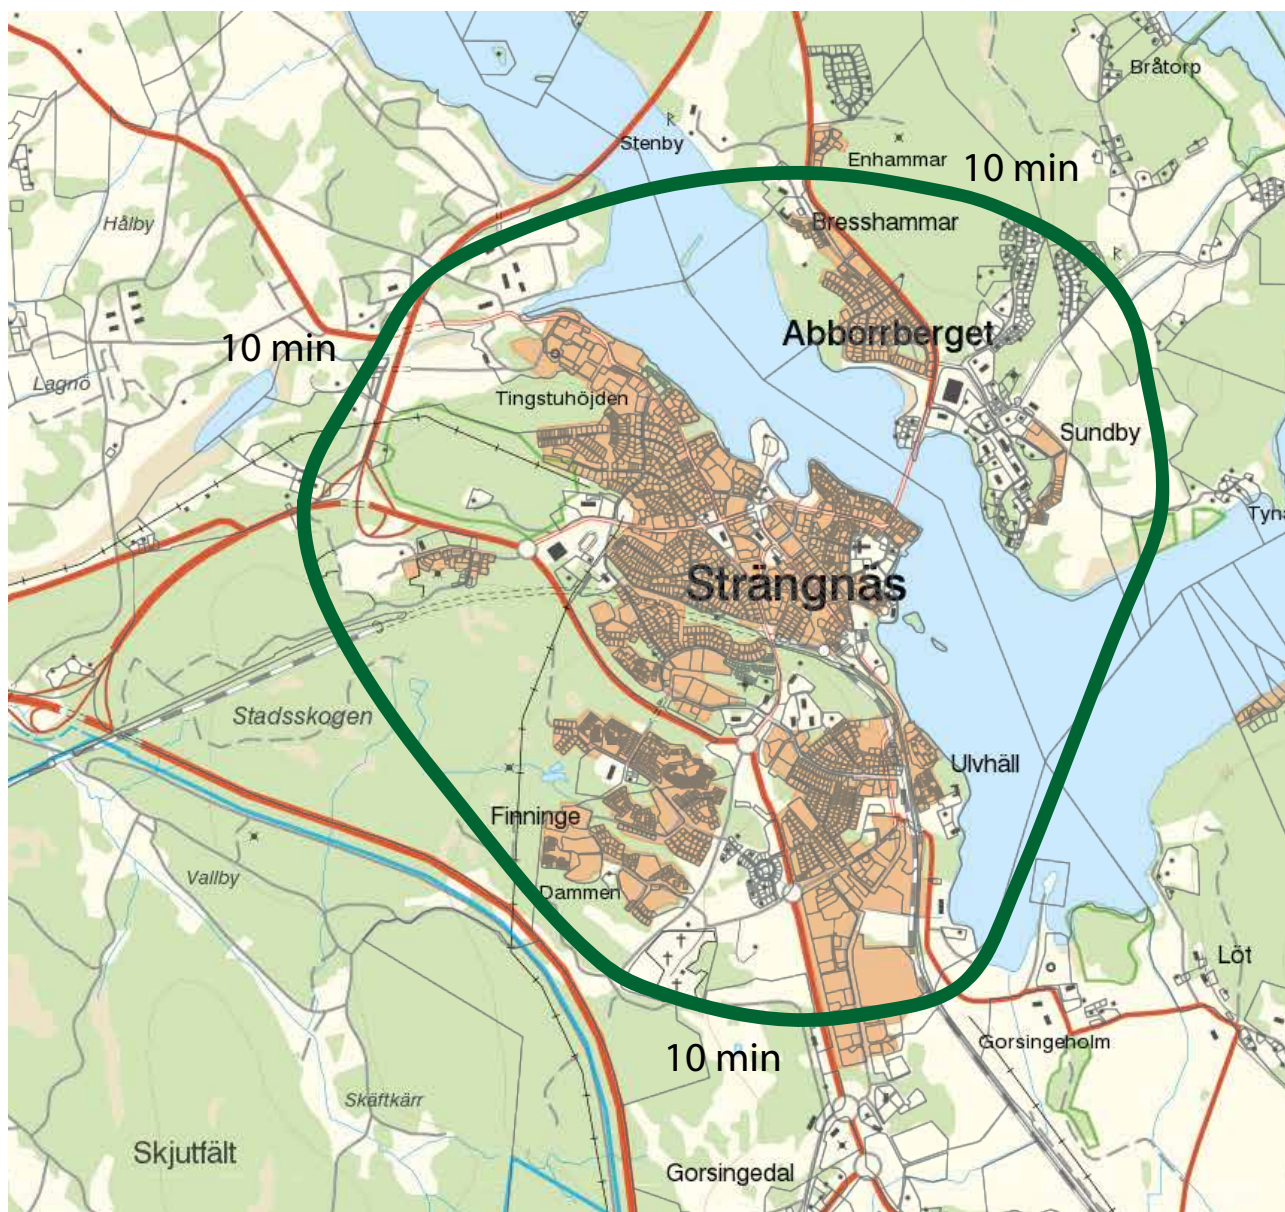 Bråtorp
Stenby
Enhammar
10 min
Hålby
Bresshammar
Abborrberget
10 min
Lagnö
Tingstuhöjden
Sundby
Strängnäs
Stadsskogen
Ulvhäll
Finninge
Vallby
Dammen
Löt
10 min
Gorsingeholm
Skäftkärr
Skjutfält
Gorsingedal